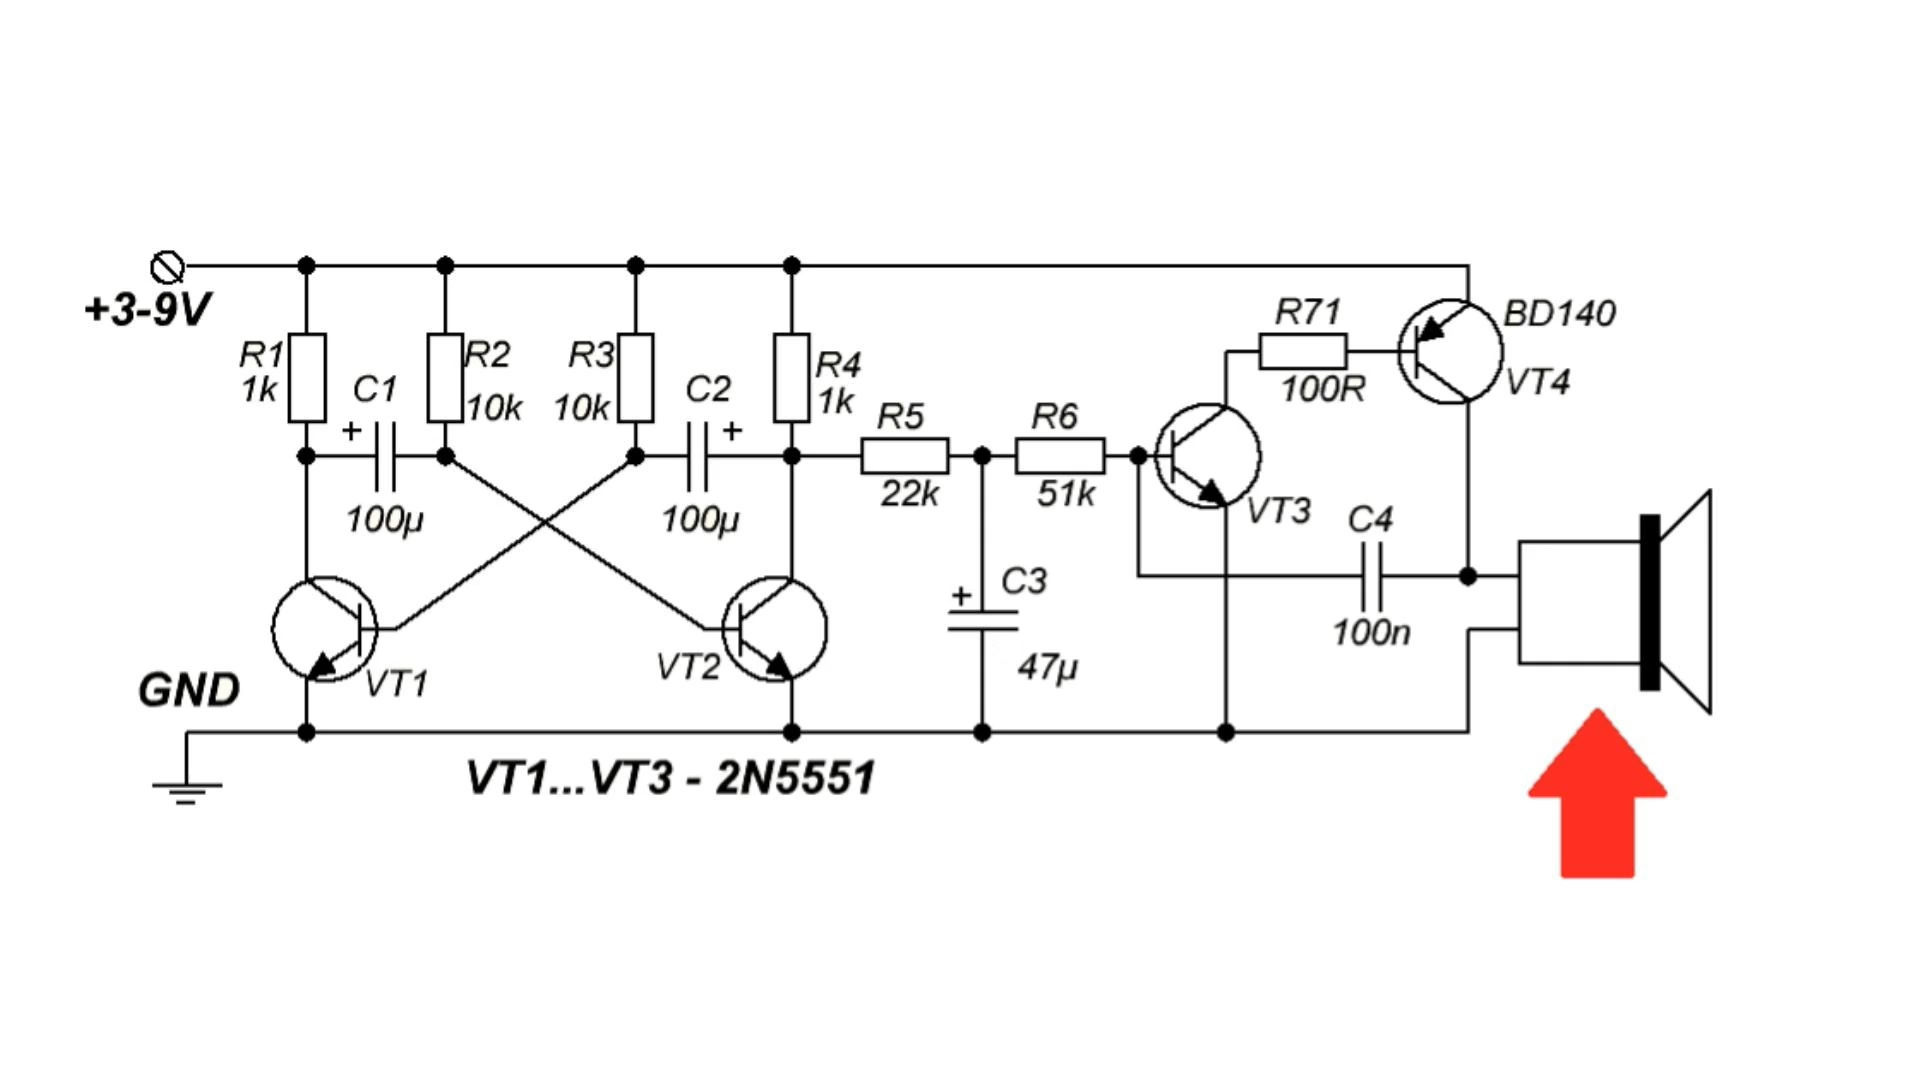 +3-9V
R1
1k
C1
100µ
R2
10k
R3
10k
C2
100µ
R4
1k
R5
22k
R6
51k
R71
100R
BD140
VT4
VT3
C4
100n
C3
47µ
+
+
+
VT1
VT2
GND
VT1...VT3 - 2N5551